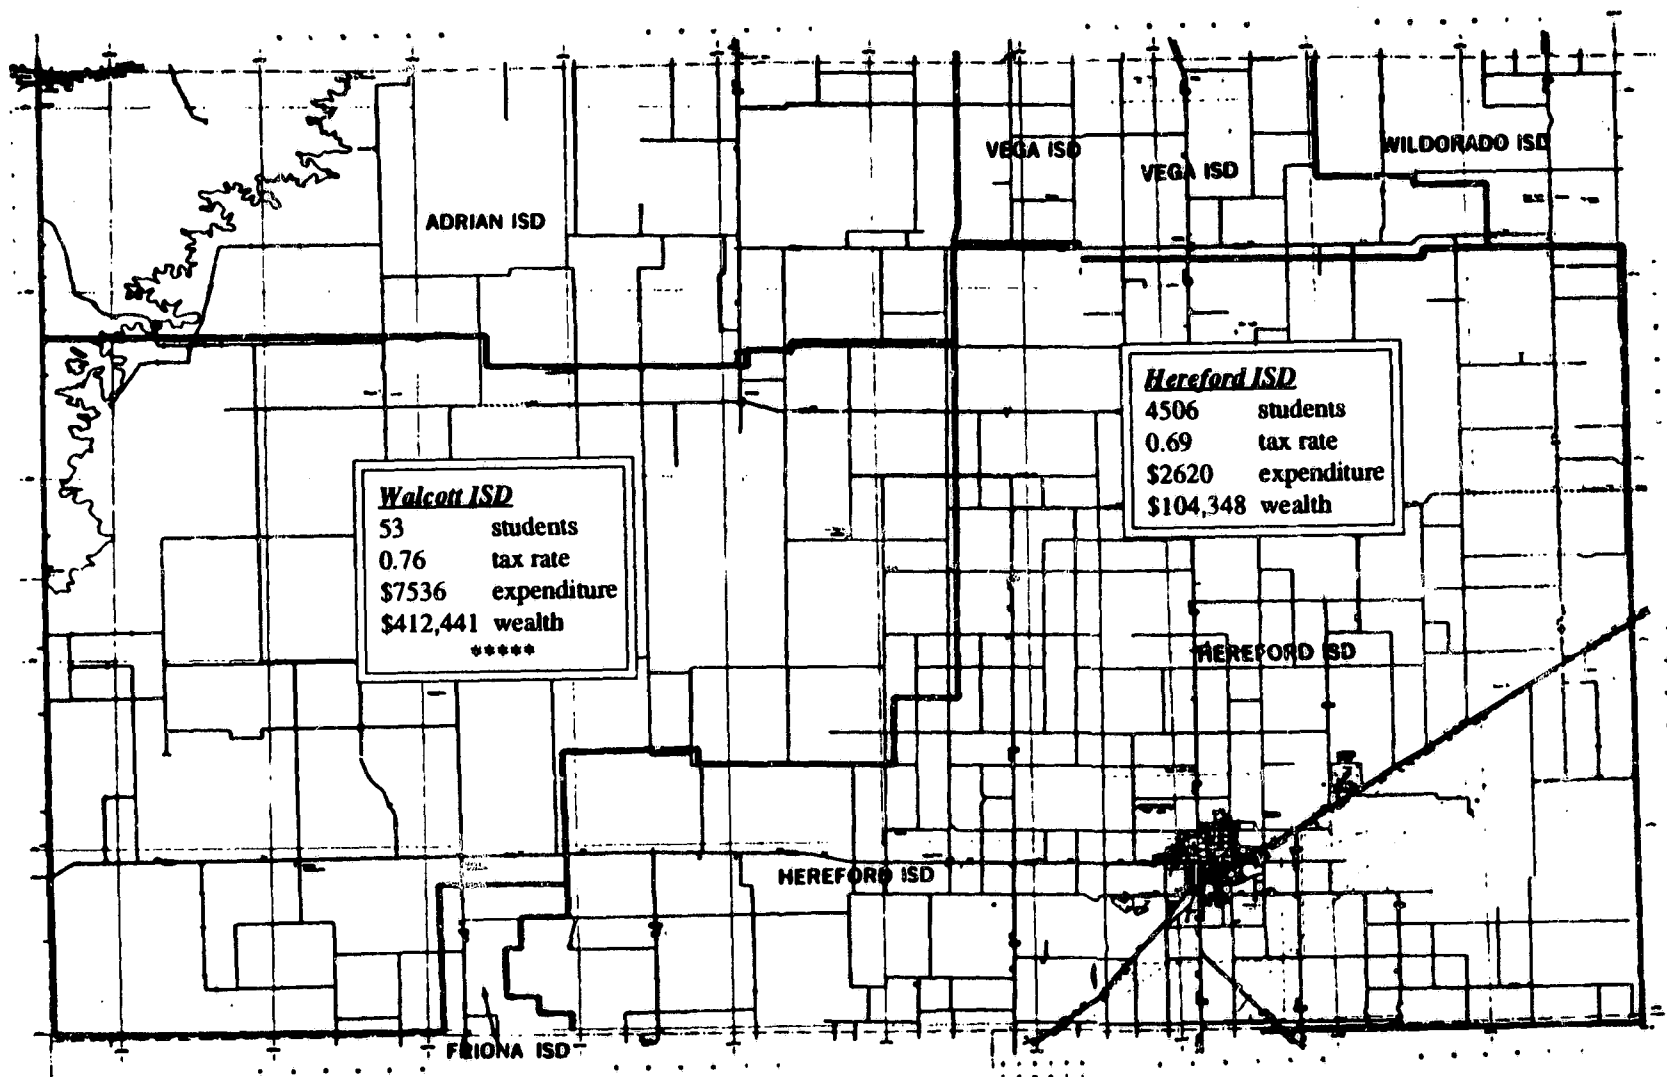 VEGA ISD
VEGA ISD
WILDORADO ISD
ADRIAN ISD
Hereford ISD
4506 students
0.69 tax rate
$2620 expenditure
$104,348 wealth
Walcott ISD
53 students
0.76 tax rate
$7536 expenditure
$412,441 wealth
*****
HEREFORD ISD
HEREFORD ISD
FRIONA ISD